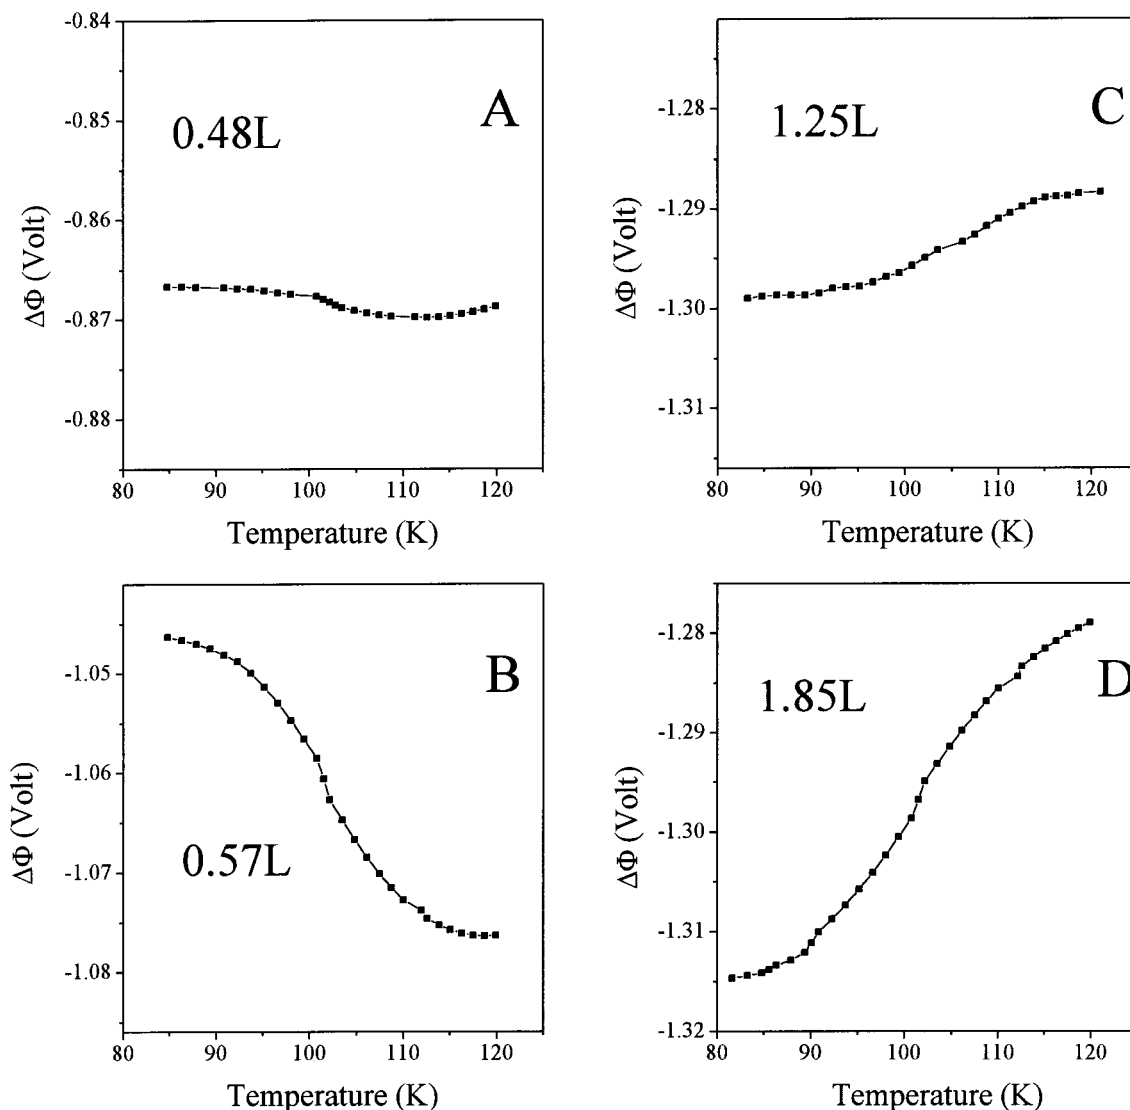 -0.84
-0.85
-0.86
-0.87
-0.88
80
90
100
110
120
Temperature (K)
ΔΦ (Volt)
0.48L
A
-1.28
-1.29
-1.30
-1.31
80
90
100
110
120
Temperature (K)
ΔΦ (Volt)
1.25L
C
-1.05
-1.06
-1.07
-1.08
80
90
100
110
120
Temperature (K)
ΔΦ (Volt)
0.57L
B
-1.28
-1.29
-1.30
-1.31
-1.32
80
90
100
110
120
Temperature (K)
ΔΦ (Volt)
1.85L
D